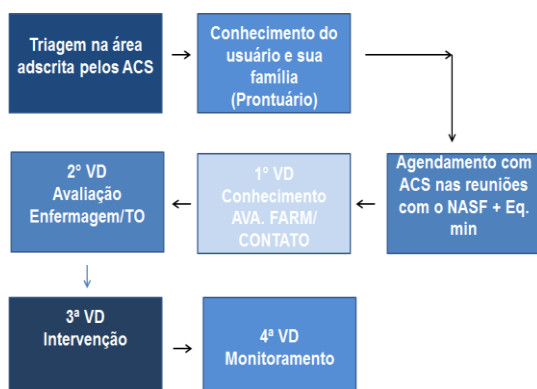 Triagem na área
adscrita pelos ACS
Conhecimento do
usuário e sua
família
(Prontuário)
Agendamento com
ACS nas reuniões
com o NASF + Eq.
min
1° VD
Conhecimento
AVA. FARM/
CONTATO
2° VD
Avaliação
Enfermagem/TO
3ª VD
Intervenção
4ª VD
Monitoramento